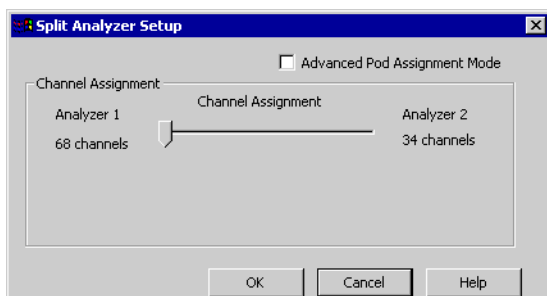 Split Analyzer Setup
Advanced Pod Assignment Mode
Channel Assignment
Channel Assignment
Analyzer 1
Analyzer 2
68 channels
34 channels
OK
Cancel
Help